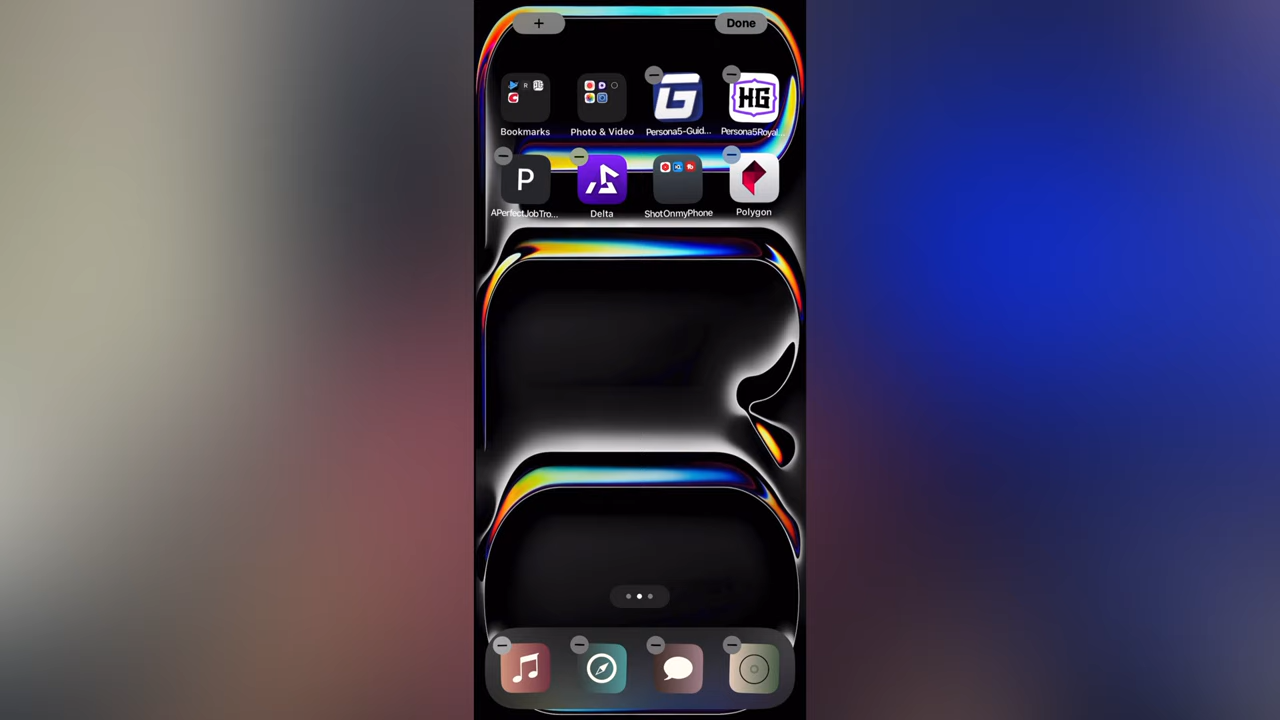 + Done
Bookmarks Photo & Video Persona5-Guid... Persona5Royal...
HG
P
APerfectJobTro... Delta ShotOnmyPhone Polygon